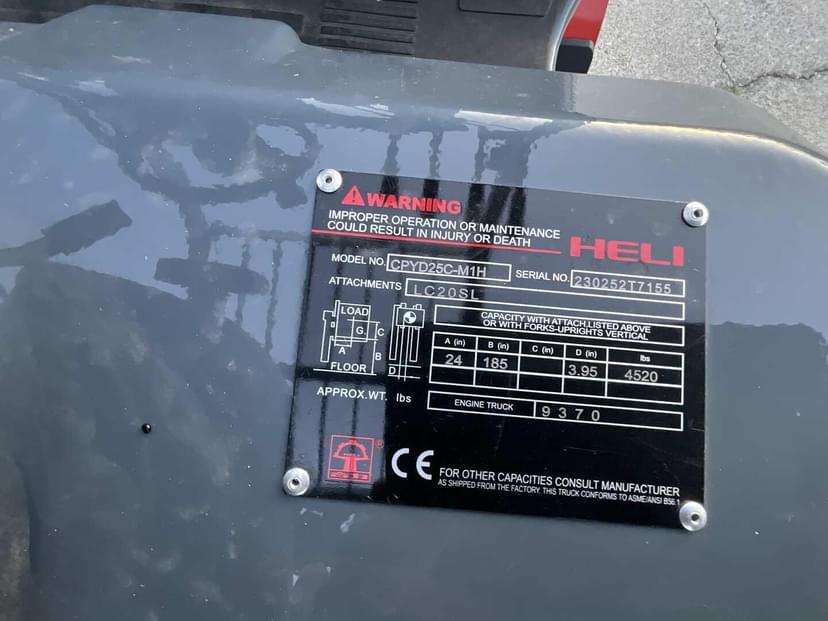 WARNING
IMPROPER OPERATION OR MAINTENANCE
COULD RESULT IN INJURY OR DEATH
HELI
MODEL NO. CPYD25C-M1H SERIAL NO. 230252T7155
ATTACHMENTS LC20SL
CAPACITY WITH ATTACH.LISTED ABOVE
OR WITH FORKS-UPRIGHTS VERTICAL
LOAD
G.
C
A
B
FLOOR
D
A (in) B (in) C (in) D (in) lbs
24 185 3.95 4520
APPROX.WT. lbs ENGINE TRUCK 9370
®
CE
FOR OTHER CAPACITIES CONSULT MANUFACTURER
AS SHIPPED FROM THE FACTORY. THIS TRUCK CONFORMS TO ASME/ANSI B56.1